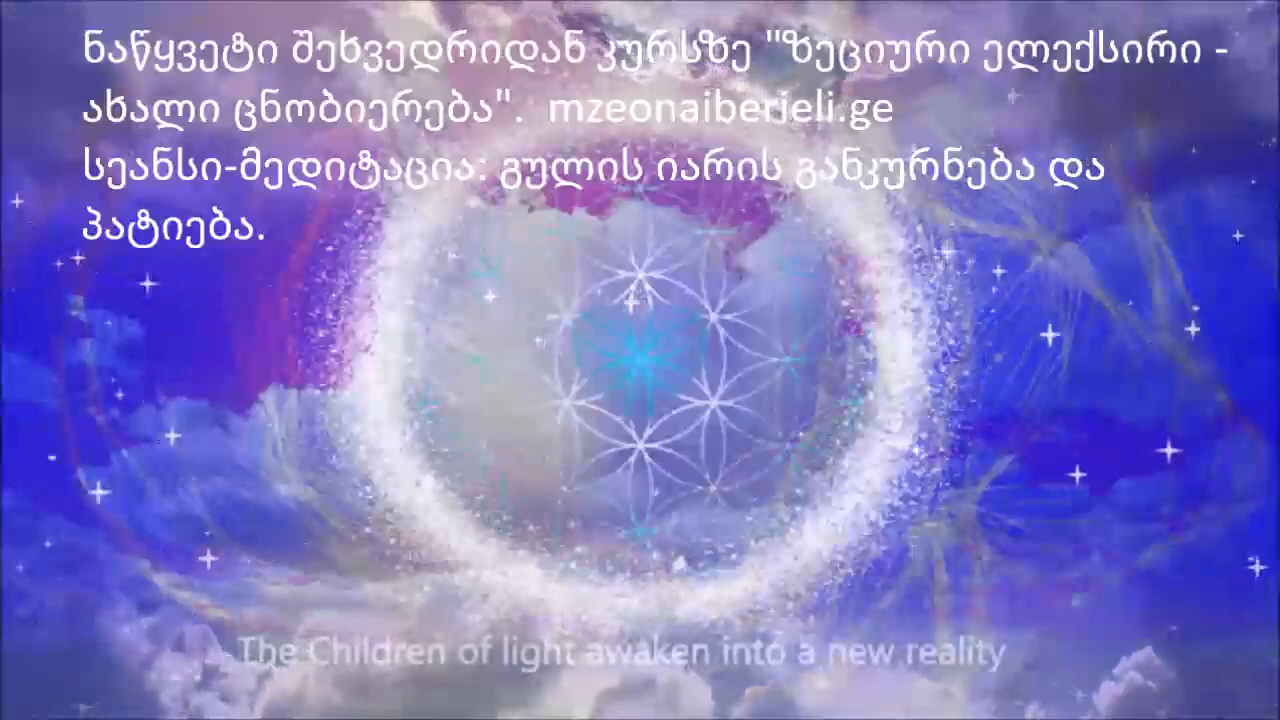 ნაწყვეტი შეხვედრიდან კურსზე "ზეციური ელექსირი -
ახალი ცნობიერება".  mzeonaiberieli.ge
სეანსი-მედიტაცია: გულის იარის განკურნება და
პატიება.
The Children of light awaken into a new reality